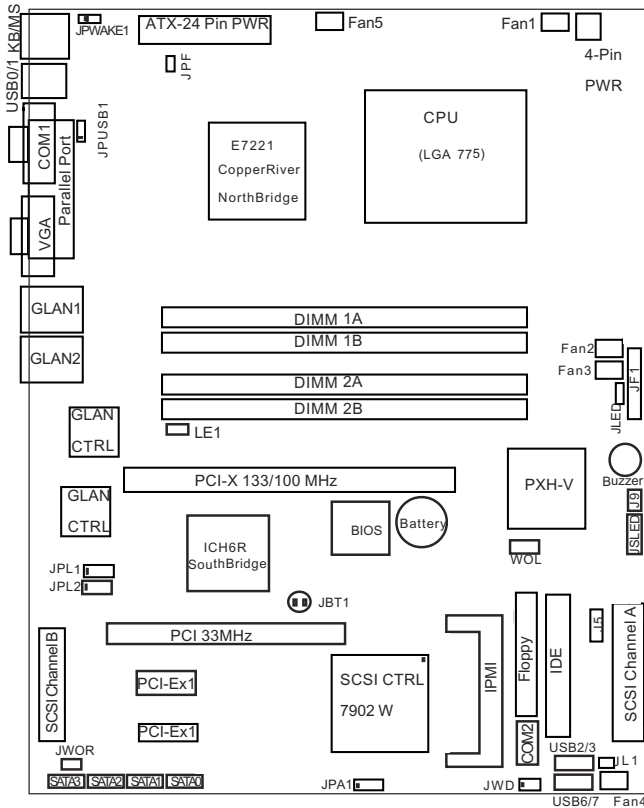 KB/MS
JPWAKE1
ATX-24 Pin PWR
Fan5
Fan1
4-Pin
PWR
JPF
USB0/1
JPUSB1
COM1
Parallel Port
VGA
E7221
CopperRiver
NorthBridge
CPU
(LGA 775)
GLAN1
GLAN2
DIMM 1A
DIMM 1B
DIMM 2A
DIMM 2B
Fan2
Fan3
JF1
JLED
LE1
GLAN
CTRL
PCI-X 133/100 MHz
PXH-V
Buzzer
J9
JSLED
GLAN
CTRL
ICH6R
SouthBridge
BIOS
Battery
WOL
JPL1
JPL2
JBT1
PCI 33MHz
SCSI Channel B
PCI-Ex1
PCI-Ex1
SCSI CTRL
7902 W
IPMI
Floppy
IDE
J5
SCSI Channel A
COM2
JWOR
SATA3
SATA2
SATA1
SATA0
JPA1
JWD
USB2/3
JL1
USB6/7
Fan4